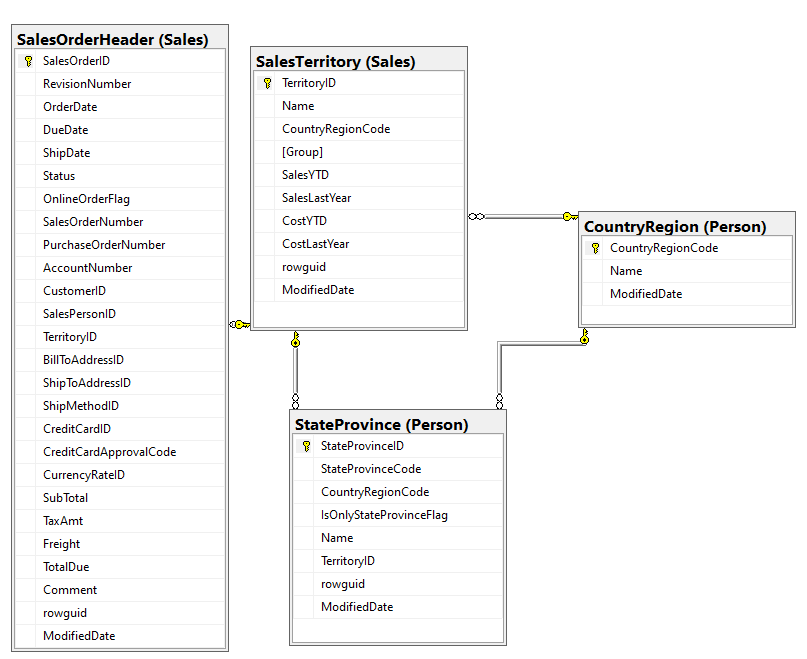 SalesOrderHeader (Sales)
SalesOrderID
RevisionNumber
OrderDate
DueDate
ShipDate
Status
OnlineOrderFlag
SalesOrderNumber
PurchaseOrderNumber
AccountNumber
CustomerID
SalesPersonID
TerritoryID
BillToAddressID
ShipToAddressID
ShipMethodID
CreditCardID
CreditCardApprovalCode
CurrencyRateID
SubTotal
TaxAmt
Freight
TotalDue
Comment
rowguid
ModifiedDate
SalesTerritory (Sales)
TerritoryID
Name
CountryRegionCode
[Group]
SalesYTD
SalesLastYear
CostYTD
CostLastYear
rowguid
ModifiedDate
CountryRegion (Person)
CountryRegionCode
Name
ModifiedDate
StateProvince (Person)
StateProvinceID
StateProvinceCode
CountryRegionCode
IsOnlyStateProvinceFlag
Name
TerritoryID
rowguid
ModifiedDate